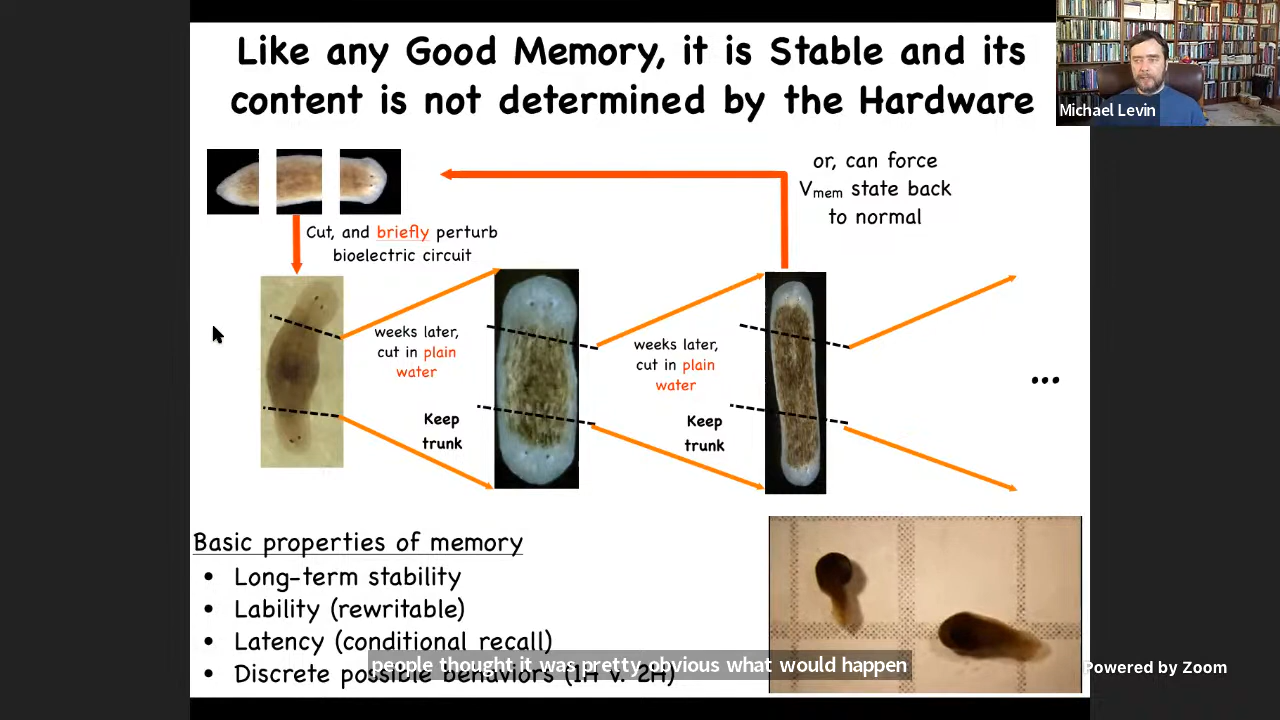 Like any Good Memory, it is Stable and its
content is not determined by the Hardware
Michael Levin
or, can force
Vmem state back
to normal
Cut, and briefly perturb
bioelectric circuit
weeks later,
cut in plain
water
Keep
trunk
weeks later,
cut in plain
water
Keep
trunk
...
Basic properties of memory
• Long-term stability
• Lability (rewritable)
• Latency (conditional recall)
• Discrete possible behaviors (1H v. 2H)
people thought it was pretty obvious what would happen
Powered by Zoom